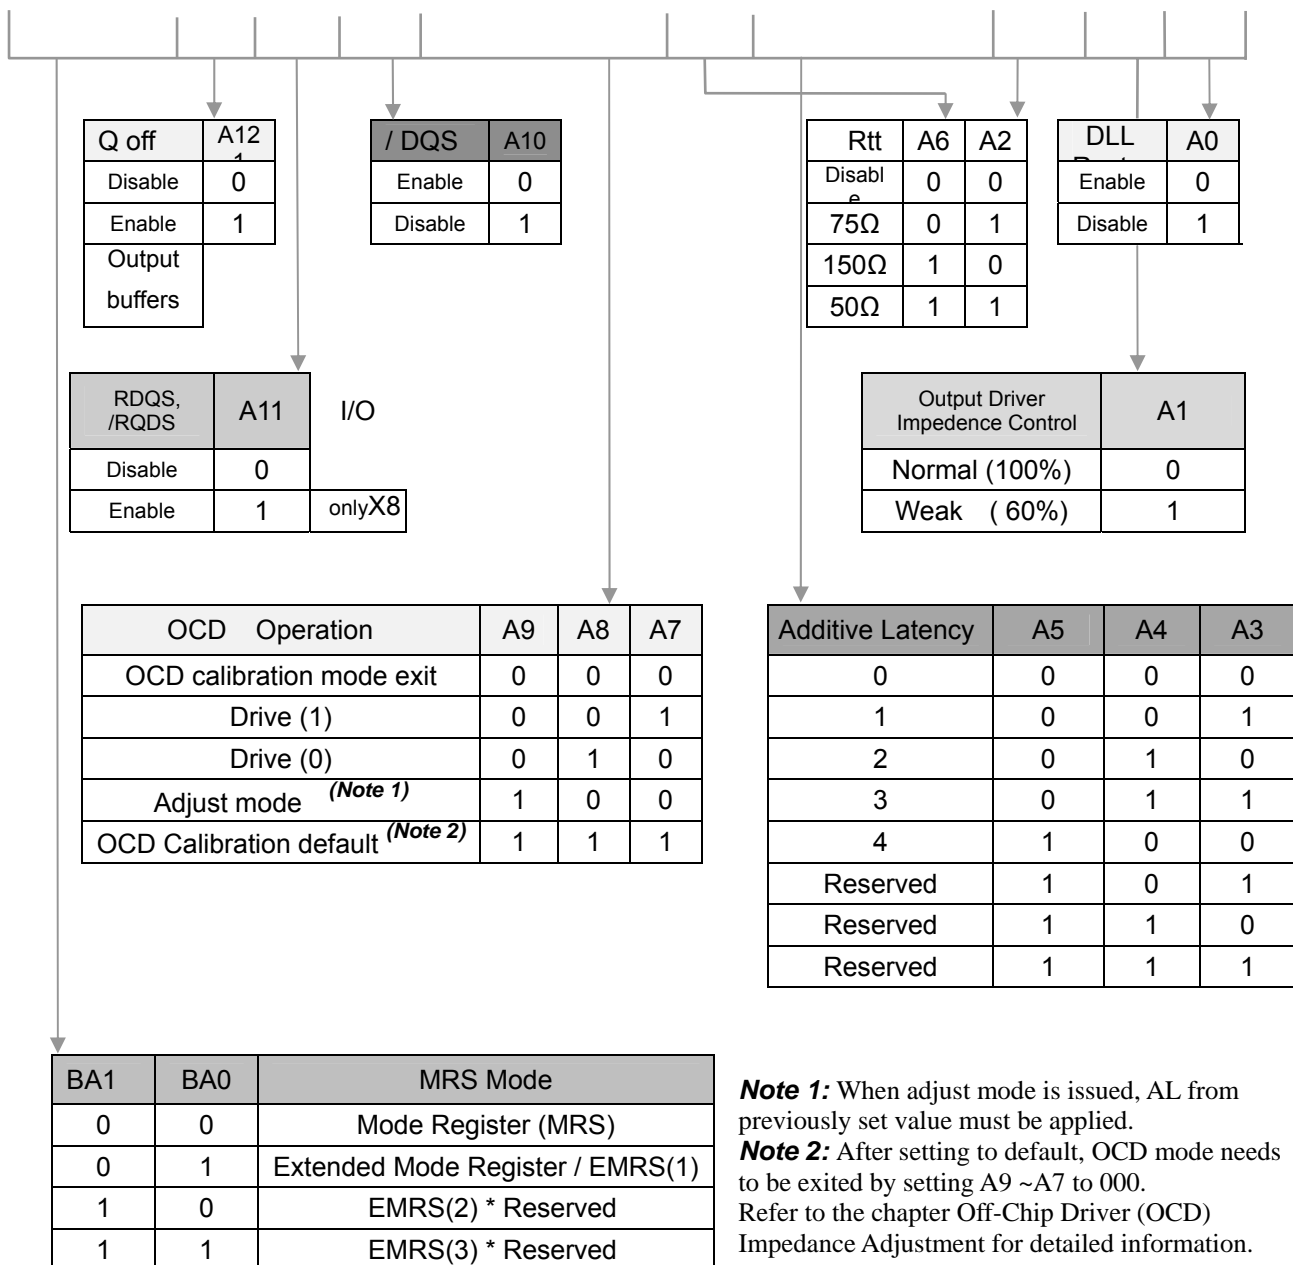 Q off A12
Disable 0
Enable 1
Output
buffers
/ DQS A10
Enable 0
Disable 1
Rtt A6 A2
Disabl
e 0 0
75Ω 0 1
150Ω 1 0
50Ω 1 1
DLL A0
Enable 0
Disable 1
RDQS,
/RQDS A11 I/O
Disable 0
Enable 1 onlyX8
Output Driver
Impedence Control A1
Normal (100%) 0
Weak ( 60%) 1
OCD Operation A9 A8 A7
OCD calibration mode exit 0 0 0
Drive (1) 0 0 1
Drive (0) 0 1 0
Adjust mode (Note 1) 1 0 0
OCD Calibration default (Note 2) 1 1 1
Additive Latency A5 A4 A3
0 0 0 0
1 0 0 1
2 0 1 0
3 0 1 1
4 1 0 0
Reserved 1 0 1
Reserved 1 1 0
Reserved 1 1 1
BA1 BA0 MRS Mode
0 0 Mode Register (MRS)
0 1 Extended Mode Register / EMRS(1)
1 0 EMRS(2) * Reserved
1 1 EMRS(3) * Reserved
Note 1: When adjust mode is issued, AL from
previously set value must be applied.
Note 2: After setting to default, OCD mode needs
to be exited by setting A9 ~A7 to 000.
Refer to the chapter Off-Chip Driver (OCD)
Impedance Adjustment for detailed information.